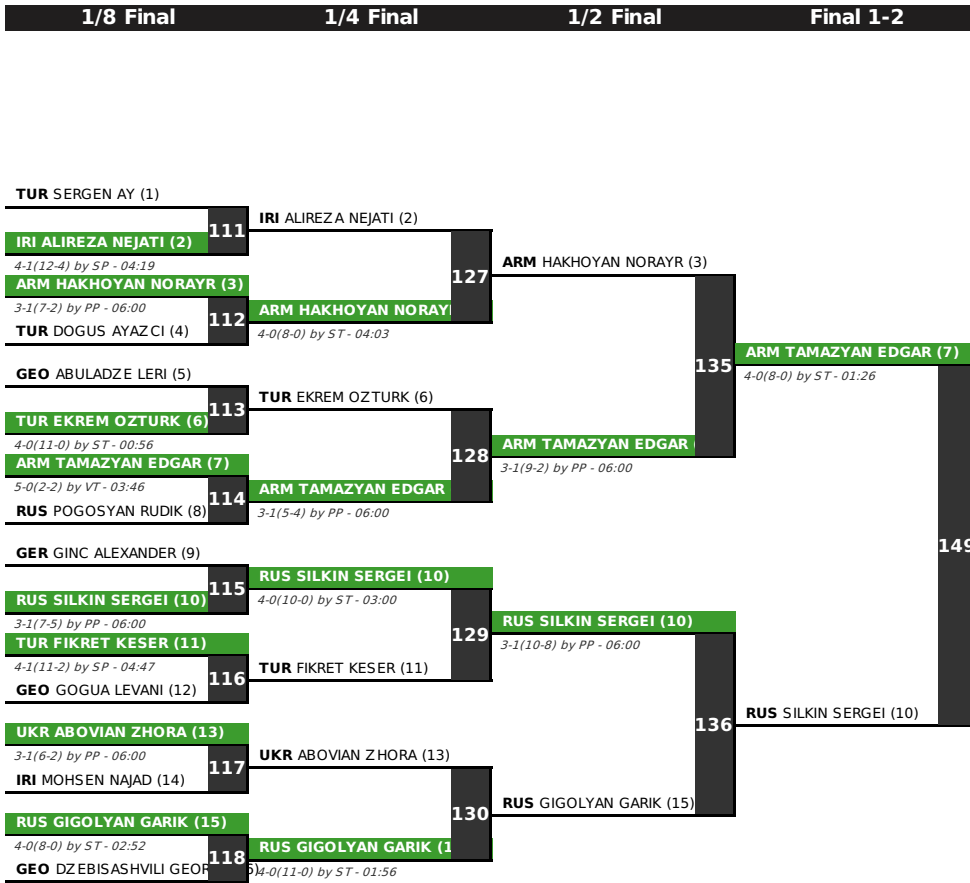 1/8 Final
1/4 Final
1/2 Final
Final 1-2
TUR SERGEN AY (1)
111
IRI ALIREZA NEJATI (2)
4-1(12-4) by SP - 04:19
ARM HAKHOYAN NORAYR (3)
3-1(7-2) by PP - 06:00
112
TUR DOGUS AYAZCI (4)
GEO ABULADZE LERI (5)
113
TUR EKREM OZTURK (6)
4-0(11-0) by ST - 00:56
ARM TAMAZYAN EDGAR (7)
5-0(2-2) by VT - 03:46
114
RUS POGOSYAN RUDIK (8)
GER GINC ALEXANDER (9)
115
RUS SILKIN SERGEI (10)
3-1(7-5) by PP - 06:00
TUR FIKRET KESER (11)
4-1(11-2) by SP - 04:47
116
GEO GOGUA LEVANI (12)
UKR ABOVIAN ZHORA (13)
3-1(6-2) by PP - 06:00
117
IRI MOHSEN NAJAD (14)
RUS GIGOLYAN GARIK (15)
4-0(8-0) by ST - 02:52
118
GEO DZEBISASHVILI GEOR
IRI ALIREZA NEJATI (2)
127
ARM HAKHOYAN NORAY
4-0(8-0) by ST - 04:03
TUR EKREM OZTURK (6)
128
ARM TAMAZYAN EDGAR
3-1(5-4) by PP - 06:00
RUS SILKIN SERGEI (10)
4-0(10-0) by ST - 03:00
129
TUR FIKRET KESER (11)
UKR ABOVIAN ZHORA (13)
130
RUS GIGOLYAN GARIK (1
4-0(11-0) by ST - 01:56
ARM HAKHOYAN NORAYR (3)
135
ARM TAMAZYAN EDGAR
3-1(9-2) by PP - 06:00
RUS SILKIN SERGEI (10)
3-1(10-8) by PP - 06:00
136
RUS GIGOLYAN GARIK (15)
ARM TAMAZYAN EDGAR (7)
4-0(8-0) by ST - 01:26
149
RUS SILKIN SERGEI (10)